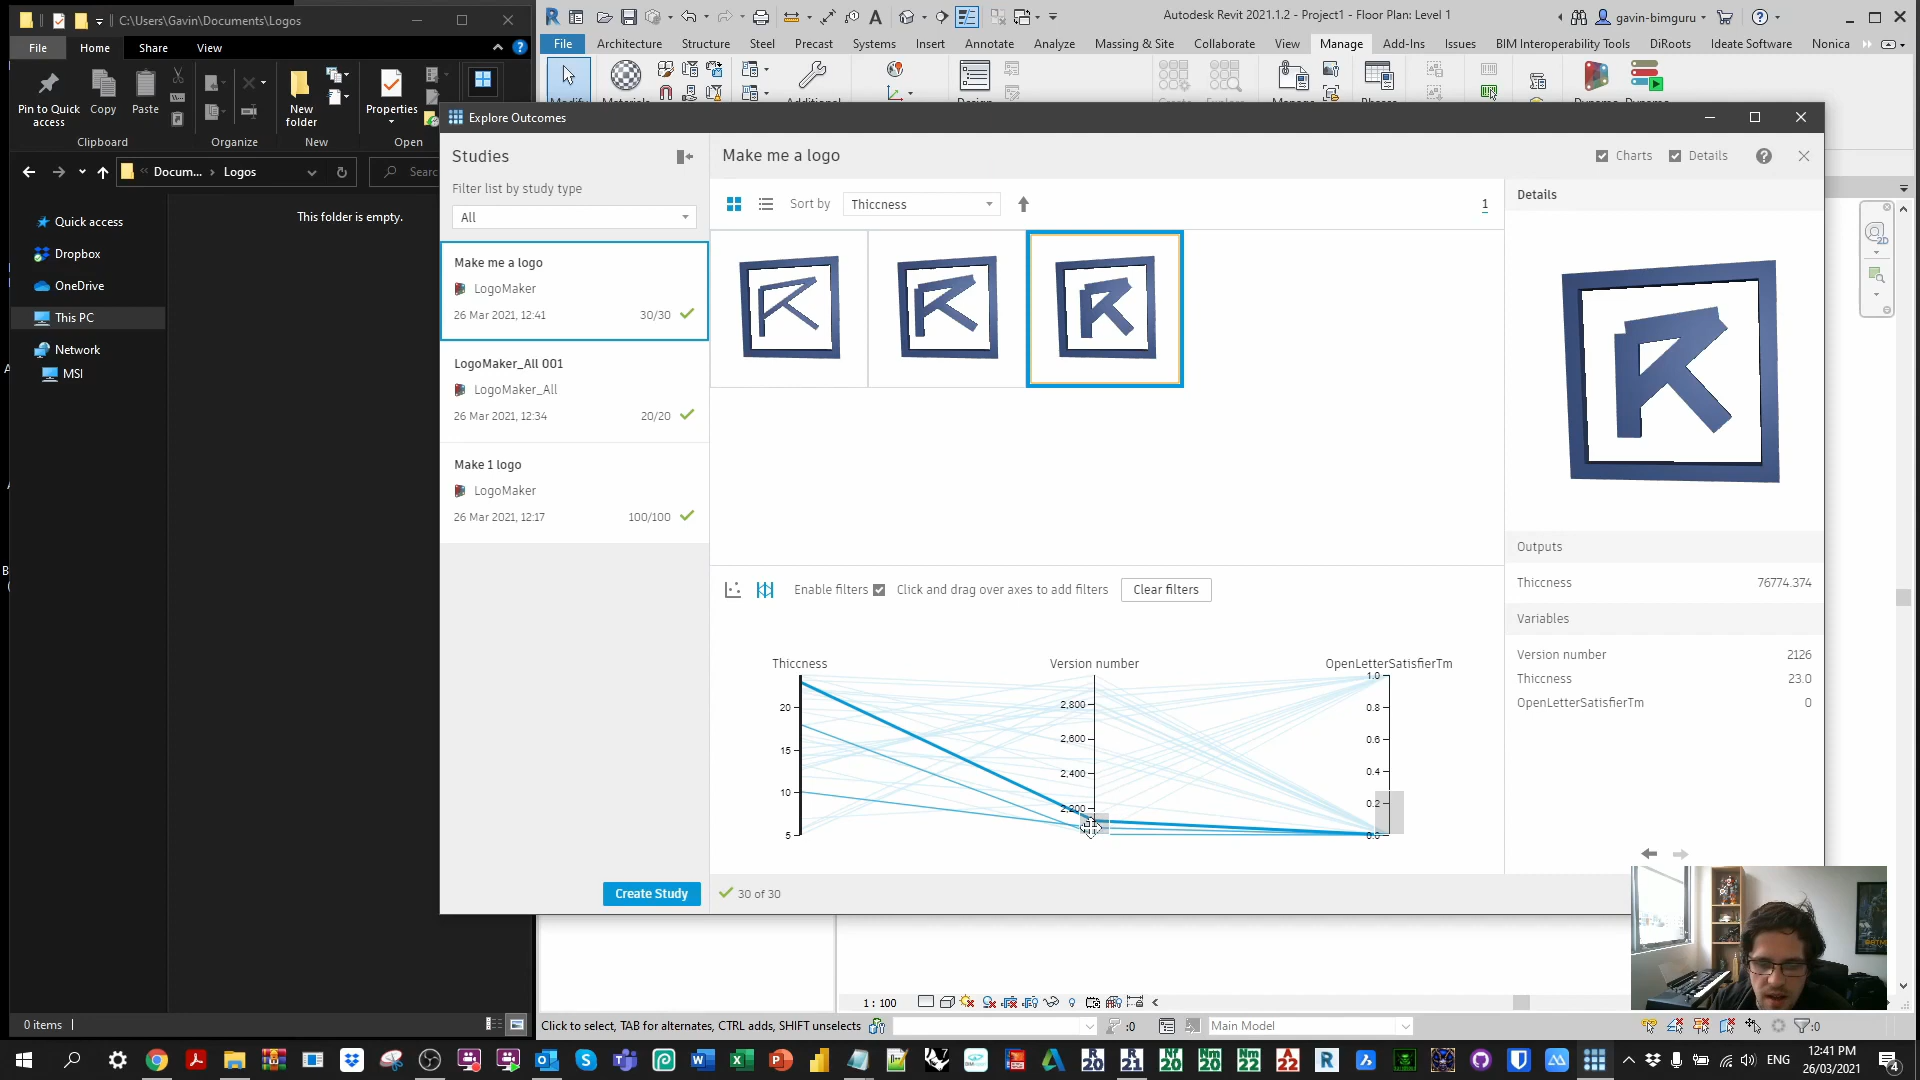 C:\Users\Gavin\Documents\Logos
File Home Share View
Pin to Quick access
Copy
Paste
New folder
Properties
Clipboard Organize New Open
Docum... › Logos
Searc
Quick access
Dropbox
OneDrive
This PC
Network
MSI
This folder is empty.
0 items
Autodesk Revit 2021.1.2 - Project1 - Floor Plan: Level 1
gavin-bimguru
File Architecture Structure Steel Precast Systems Insert Annotate Analyze Massing & Site Collaborate View Manage Add-Ins Issues BIM Interoperability Tools DiRoots Ideate Software Nonica
Explore Outcomes
Studies
Filter list by study type
All
Make me a logo
LogoMaker
26 Mar 2021, 12:41 30/30
LogoMaker_All 001
LogoMaker_All
26 Mar 2021, 12:34 20/20
Make 1 logo
LogoMaker
26 Mar 2021, 12:17 100/100
Create Study
Make me a logo
Charts Details
Sort by Thiccness 1
Enable filters Click and drag over axes to add filters Clear filters
Thiccness Version number OpenLetterSatisfierTm
20
15
10
5
2,800
2,600
2,400
2,200
1.0
0.8
0.6
0.4
0.2
0.0
30 of 30
Details
Outputs
Thiccness 76774.374
Variables
Version number 2126
Thiccness 23.0
OpenLetterSatisfierTm 0
2D
1 : 100
Click to select, TAB for alternates, CTRL adds, SHIFT unselects
:0
Main Model
:0
ENG
12:41 PM
26/03/2021
4